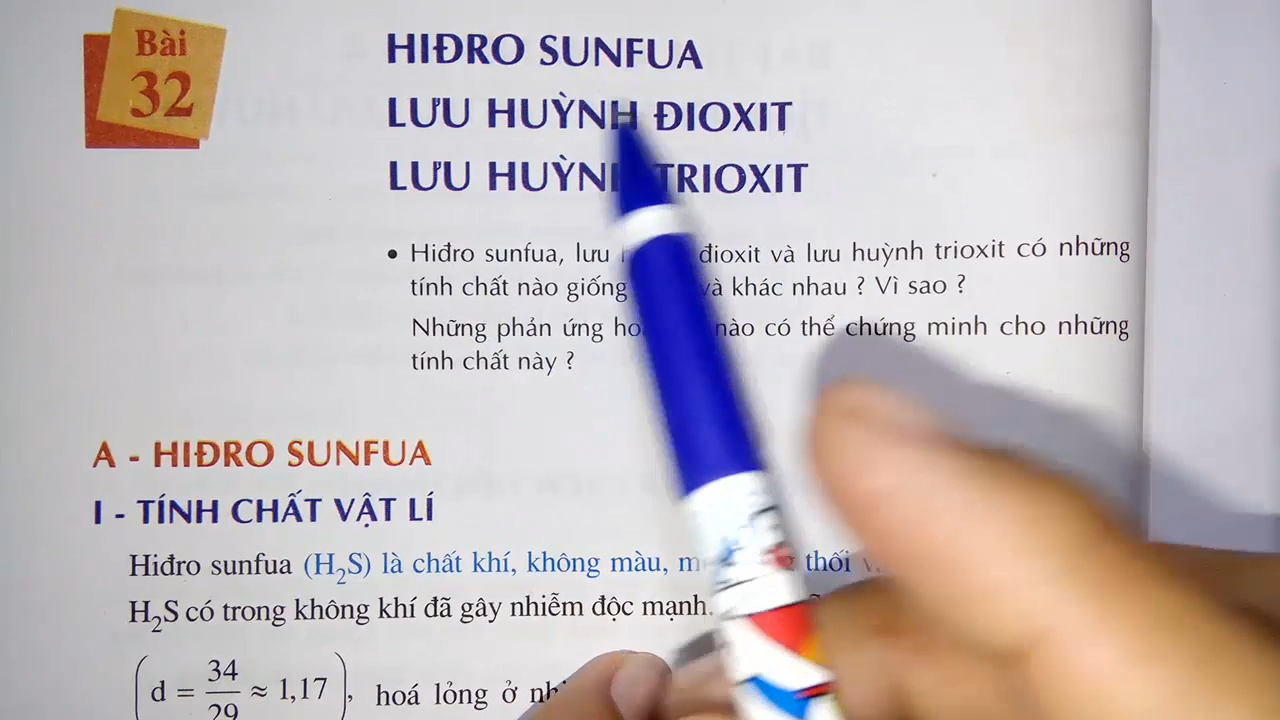 Bài
32
HIĐRO SUNFUA
LƯU HUỲNH ĐIOXIT
LƯU HUỲNH TRIOXIT
• Hiđro sunfua, lưu đioxit và lưu huỳnh trioxit có những
tính chất nào giống và khác nhau ? Vì sao ?
Những phản ứng nào có thể chứng minh cho những
tính chất này ?
A - HIĐRO SUNFUA
I - TÍNH CHẤT VẬT LÍ
Hiđro sunfua (H₂S) là chất khí, không màu, thối
H₂S có trong không khí đã gây nhiễm độc mạnh.
(d = 34/29 ≈ 1,17), hoá lỏng ở